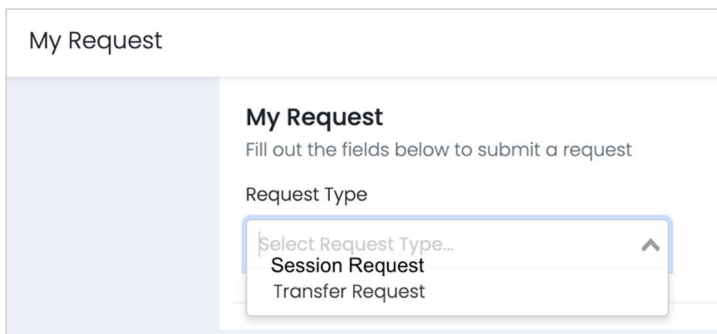 My Request
My Request
Fill out the fields below to submit a request
Request Type
Select Request Type...
Session Request
Transfer Request